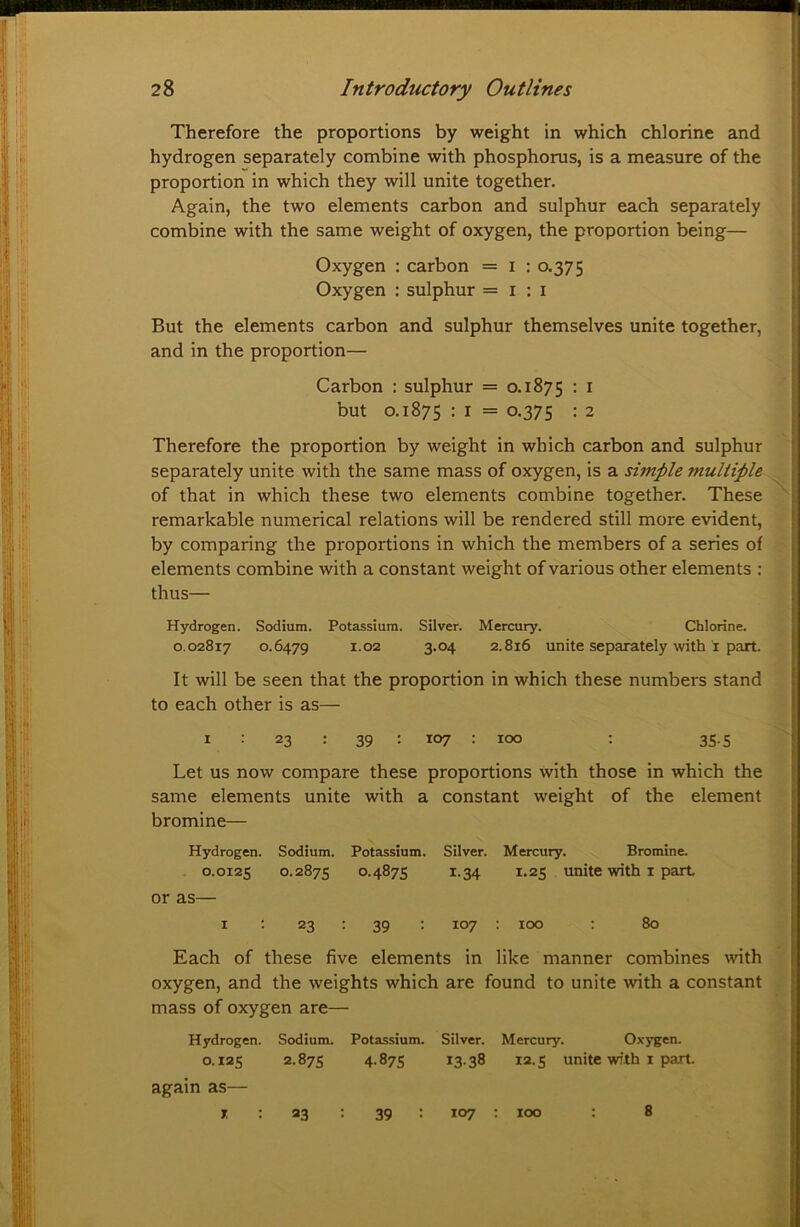 28 Introductory Outlines
Therefore the proportions by weight in which chlorine and
hydrogen separately combine with phosphorus, is a measure of the
proportion in which they will unite together.
Again, the two elements carbon and sulphur each separately
combine with the same weight of oxygen, the proportion being—
Oxygen : carbon = 1 : 0.375
Oxygen : sulphur = 1 : 1
But the elements carbon and sulphur themselves unite together,
and in the proportion—
Carbon : sulphur = 0.1875 : 1
but 0.1875 : 1 = 0.375 : 2
Therefore the proportion by weight in which carbon and sulphur
separately unite with the same mass of oxygen, is a simple multiple
of that in which these two elements combine together. These
remarkable numerical relations will be rendered still more evident,
by comparing the proportions in which the members of a series of
elements combine with a constant weight of various other elements :
thus—
Hydrogen. Sodium. Potassium. Silver. Mercury. Chlorine.
0.02817 0.6479 1.02 3.04 2.816 unite separately with 1 part.
It will be seen that the proportion in which these numbers stand
to each other is as—
1 : 23 : 39 : 107 : 100 : 35.5
Let us now compare these proportions with those in which the
same elements unite with a constant weight of the element
bromine—
Hydrogen. Sodium. Potassium. Silver. Mercury. Bromine.
0.0125 0.2875 0.4875 1.34 1.25 unite with 1 part.
or as—
1 : 23 : 39 : 107 : 100 : 80
Each of these five elements in like manner combines with
oxygen, and the weights which are found to unite with a constant
mass of oxygen are—
Hydrogen. Sodium. Potassium. Silver. Mercury. Oxygen.
0.125 2.875 4.875 13.38 12.5 unite with 1 part.
again as—
1 : 23 : 39 : 107 : 100 : 8